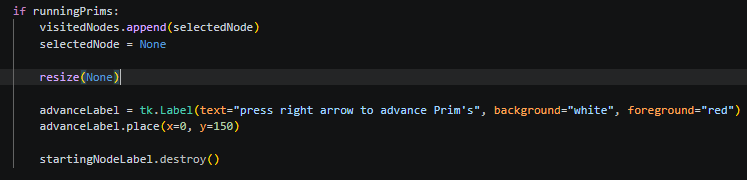 if runningPrims:
visitedNodes.append(selectedNode)
selectedNode = None
resize(None)
advanceLabel = tk.Label(text="press right arrow to advance Prim's", background="white", foreground="red")
advanceLabel.place(x=0, y=150)
startingNodeLabel.destroy()